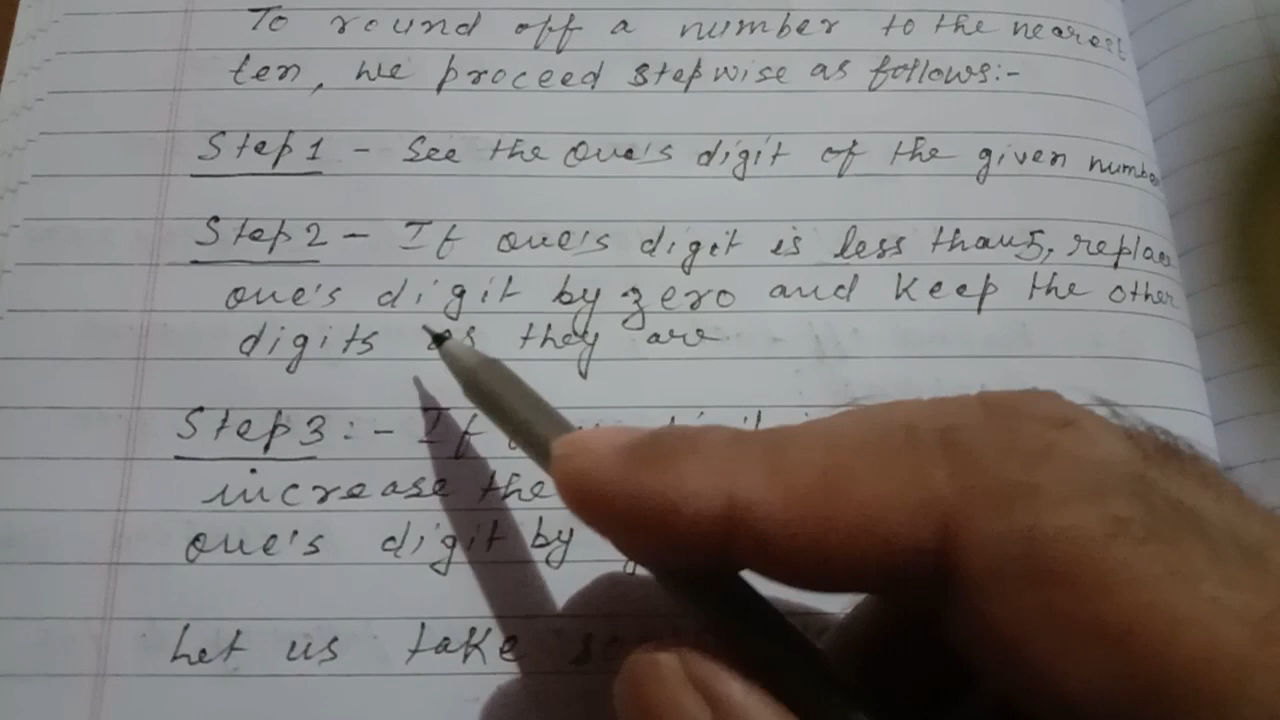 To round off a number to the nearest
ten, we proceed stepwise as follows:-
Step 1 - See the one's digit of the given number
Step 2 - If one's digit is less than 5, replace
one's digit by zero and keep the other
digits as they are
Step 3 :- If
increase the
one's digit by
Let us take